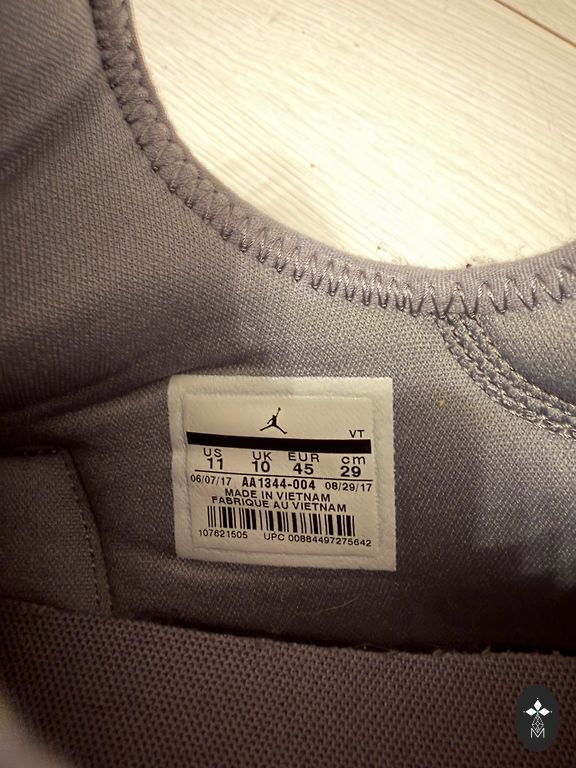 VT
US UK EUR cm
11 10 45 29
06/07/17 AA1344-004 08/29/17
MADE IN VIETNAM
FABRIQUE AU VIETNAM
107621505 UPC 00884497275642
M